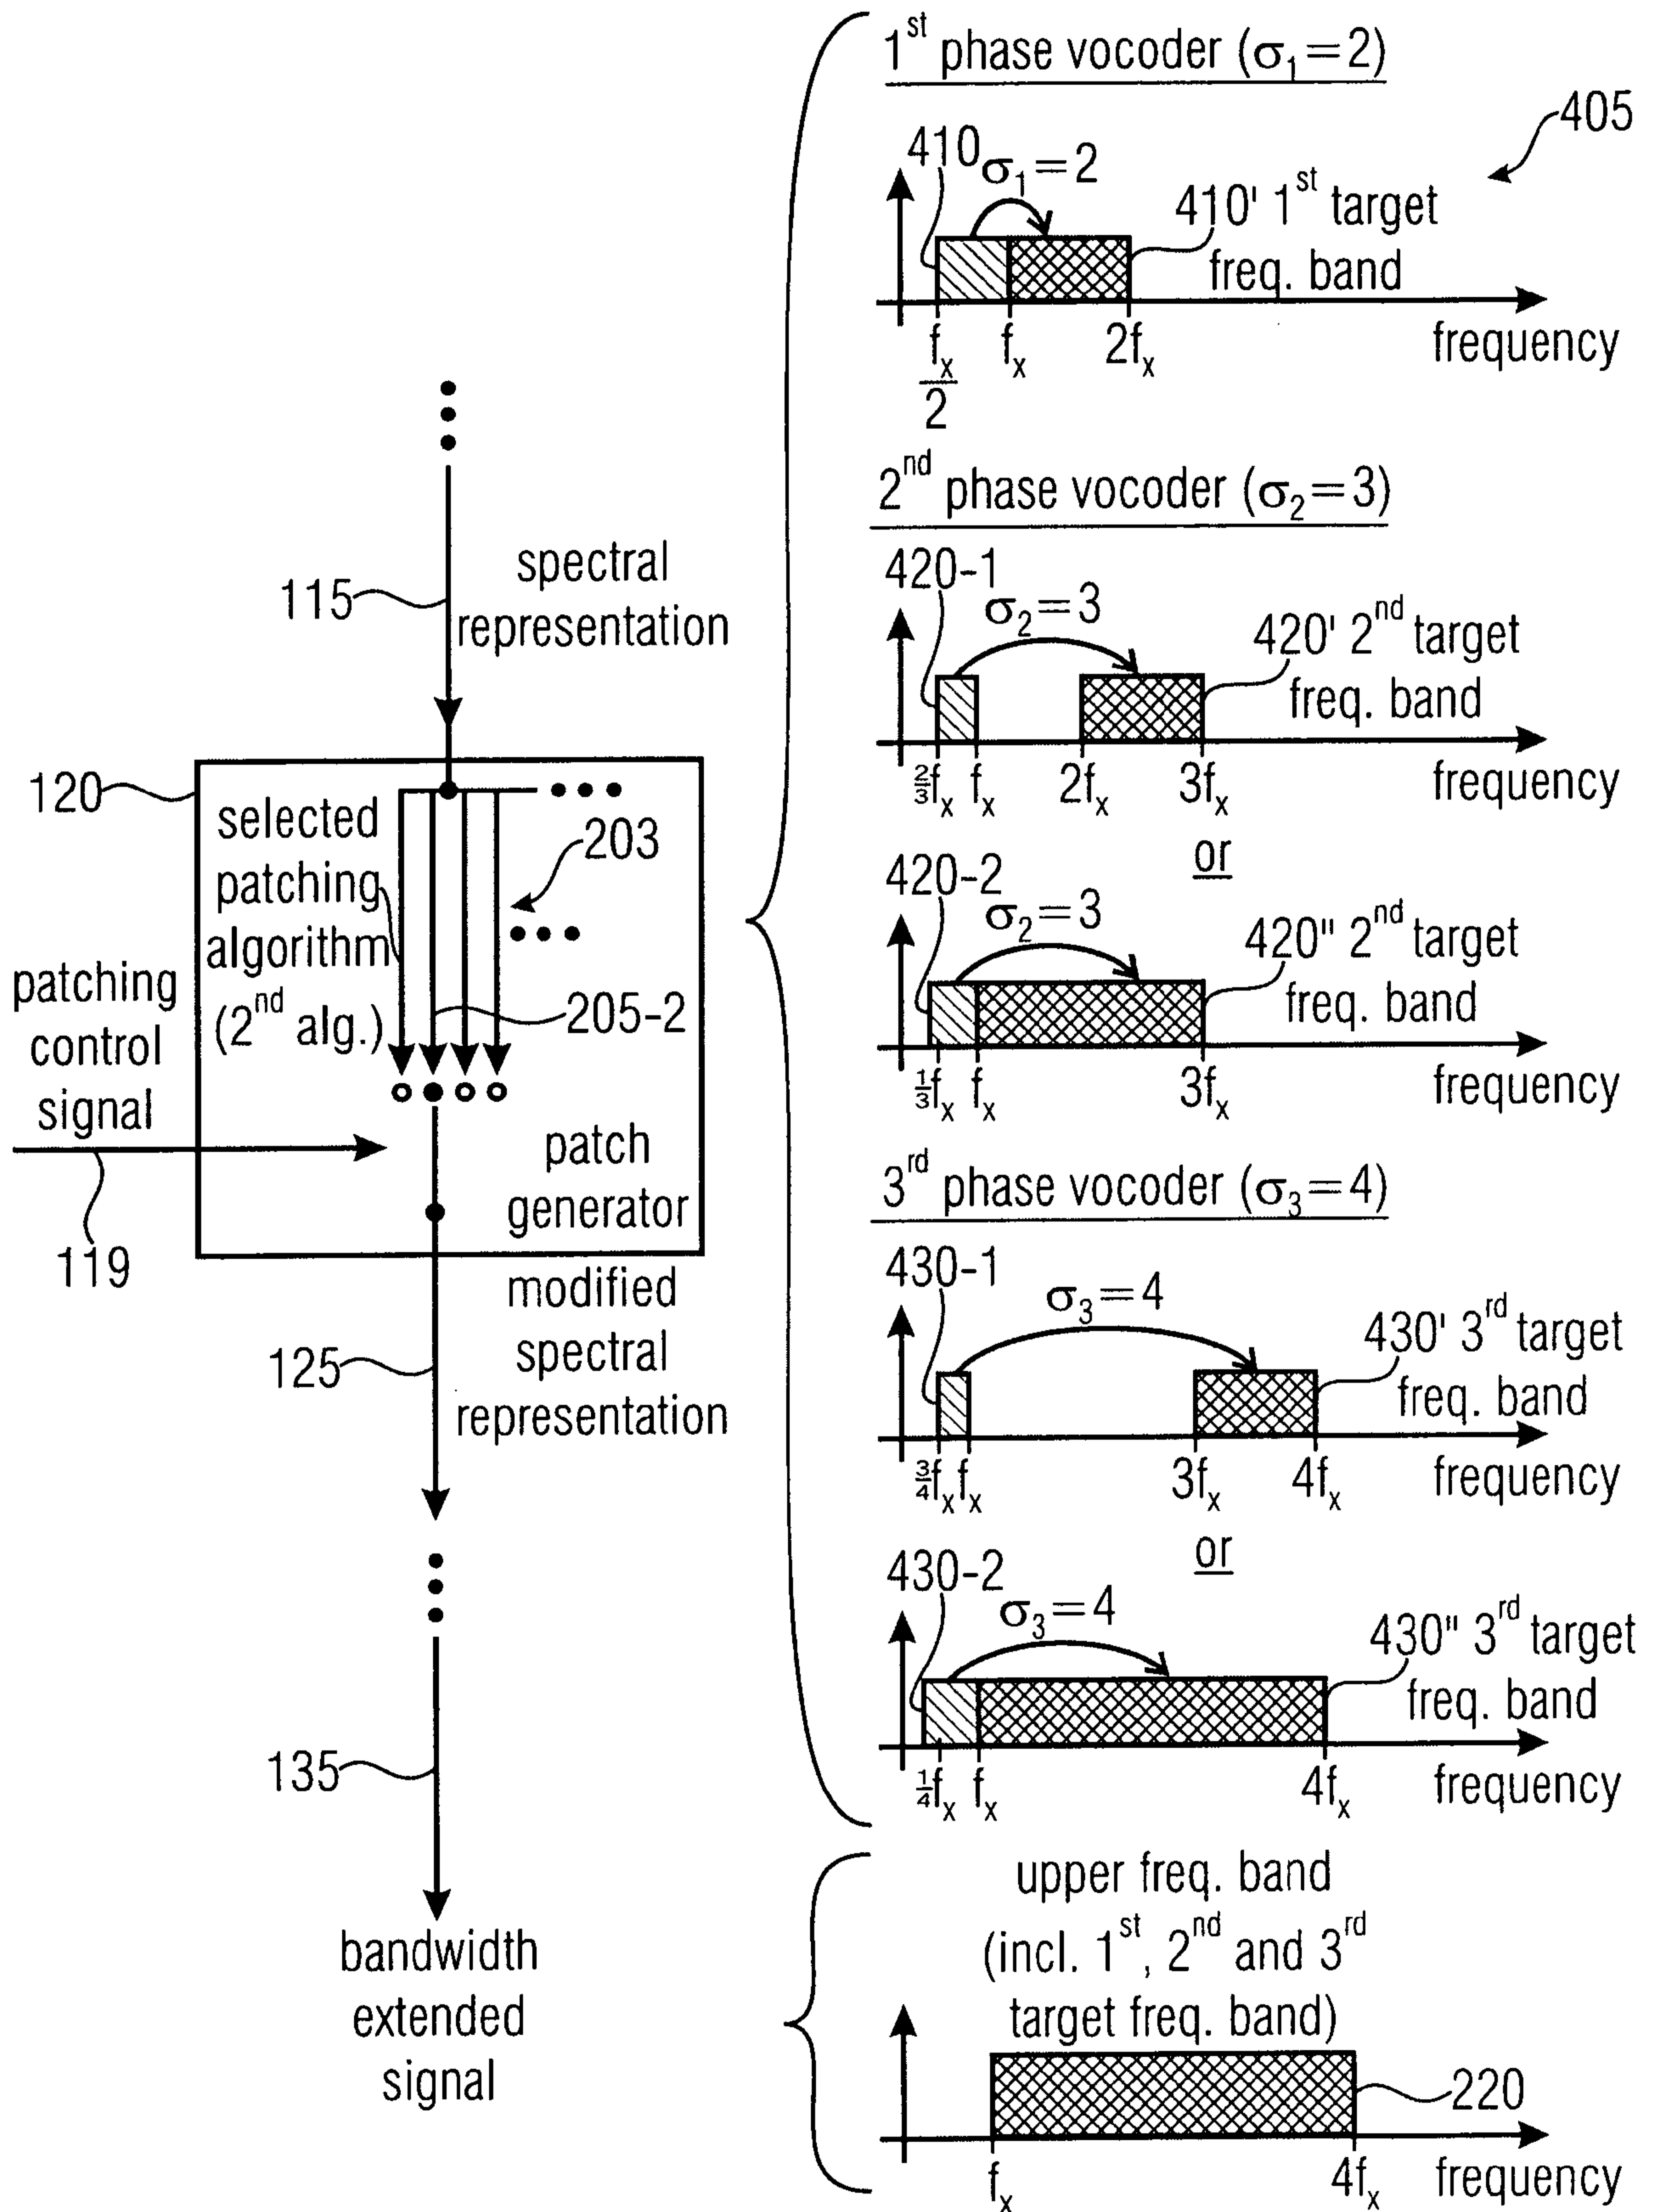 1st phase vocoder (σ1=2)
405
410
σ1=2
410' 1st target
freq. band
fx/2
fx
2fx
frequency
2nd phase vocoder (σ2=3)
420-1
σ2=3
420' 2nd target
freq. band
⅔fx
fx
2fx
3fx
frequency
or
420-2
σ2=3
420" 2nd target
freq. band
⅓fx
fx
3fx
frequency
3rd phase vocoder (σ3=4)
430-1
σ3=4
430' 3rd target
freq. band
¾fx
fx
3fx
4fx
frequency
or
430-2
σ3=4
430" 3rd target
freq. band
¼fx
fx
4fx
frequency
upper freq. band
(incl. 1st, 2nd and 3rd
target freq. band)
220
fx
4fx
frequency
115
spectral
representation
120
selected
patching
algorithm
(2nd alg.)
203
205-2
patching
control
signal
119
patch
generator
modified
spectral
representation
125
135
bandwidth
extended
signal